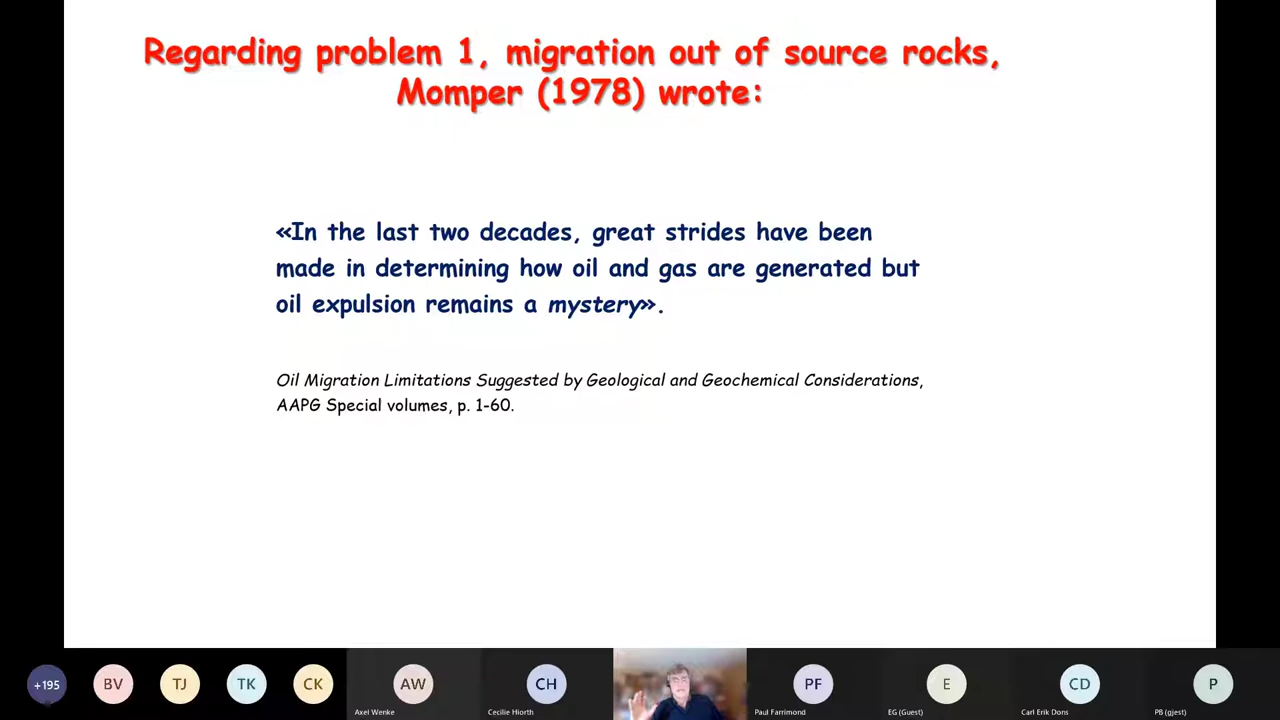 Regarding problem 1, migration out of source rocks,
Momper (1978) wrote:
«In the last two decades, great strides have been
made in determining how oil and gas are generated but
oil expulsion remains a mystery».
Oil Migration Limitations Suggested by Geological and Geochemical Considerations,
AAPG Special volumes, p. 1-60.
+195
BV
TJ
TK
CK
AW
Axel Wenke
CH
Cecilie Hiorth
PF
Paul Farrimond
E
EG (Guest)
CD
Carl Erik Dons
P
PB (gjest)